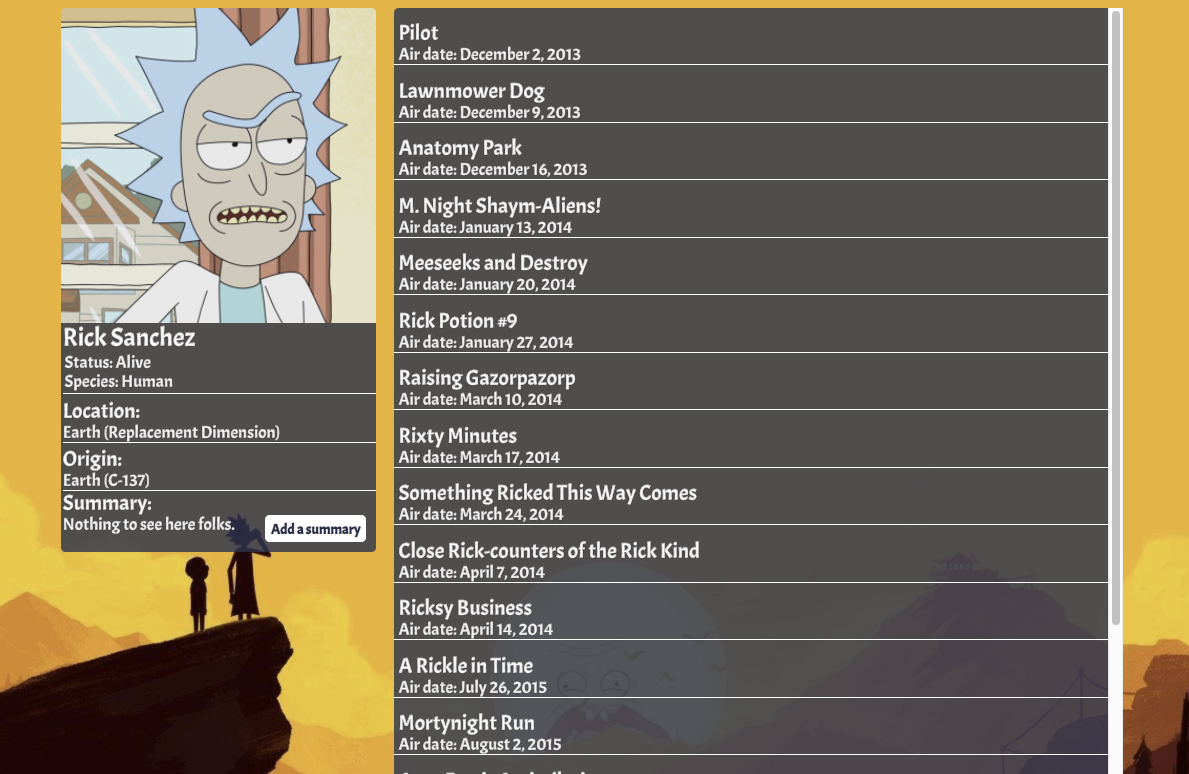 Rick Sanchez
Status: Alive
Species: Human
Location:
Earth (Replacement Dimension)
Origin:
Earth (C-137)
Summary:
Nothing to see here folks.
Add a summary
Pilot
Air date: December 2, 2013
Lawnmower Dog
Air date: December 9, 2013
Anatomy Park
Air date: December 16, 2013
M. Night Shaym-Aliens!
Air date: January 13, 2014
Meeseeks and Destroy
Air date: January 20, 2014
Rick Potion #9
Air date: January 27, 2014
Raising Gazorpazorp
Air date: March 10, 2014
Rixty Minutes
Air date: March 17, 2014
Something Ricked This Way Comes
Air date: March 24, 2014
Close Rick-counters of the Rick Kind
Air date: April 7, 2014
Ricksy Business
Air date: April 14, 2014
A Rickle in Time
Air date: July 26, 2015
Mortynight Run
Air date: August 2, 2015